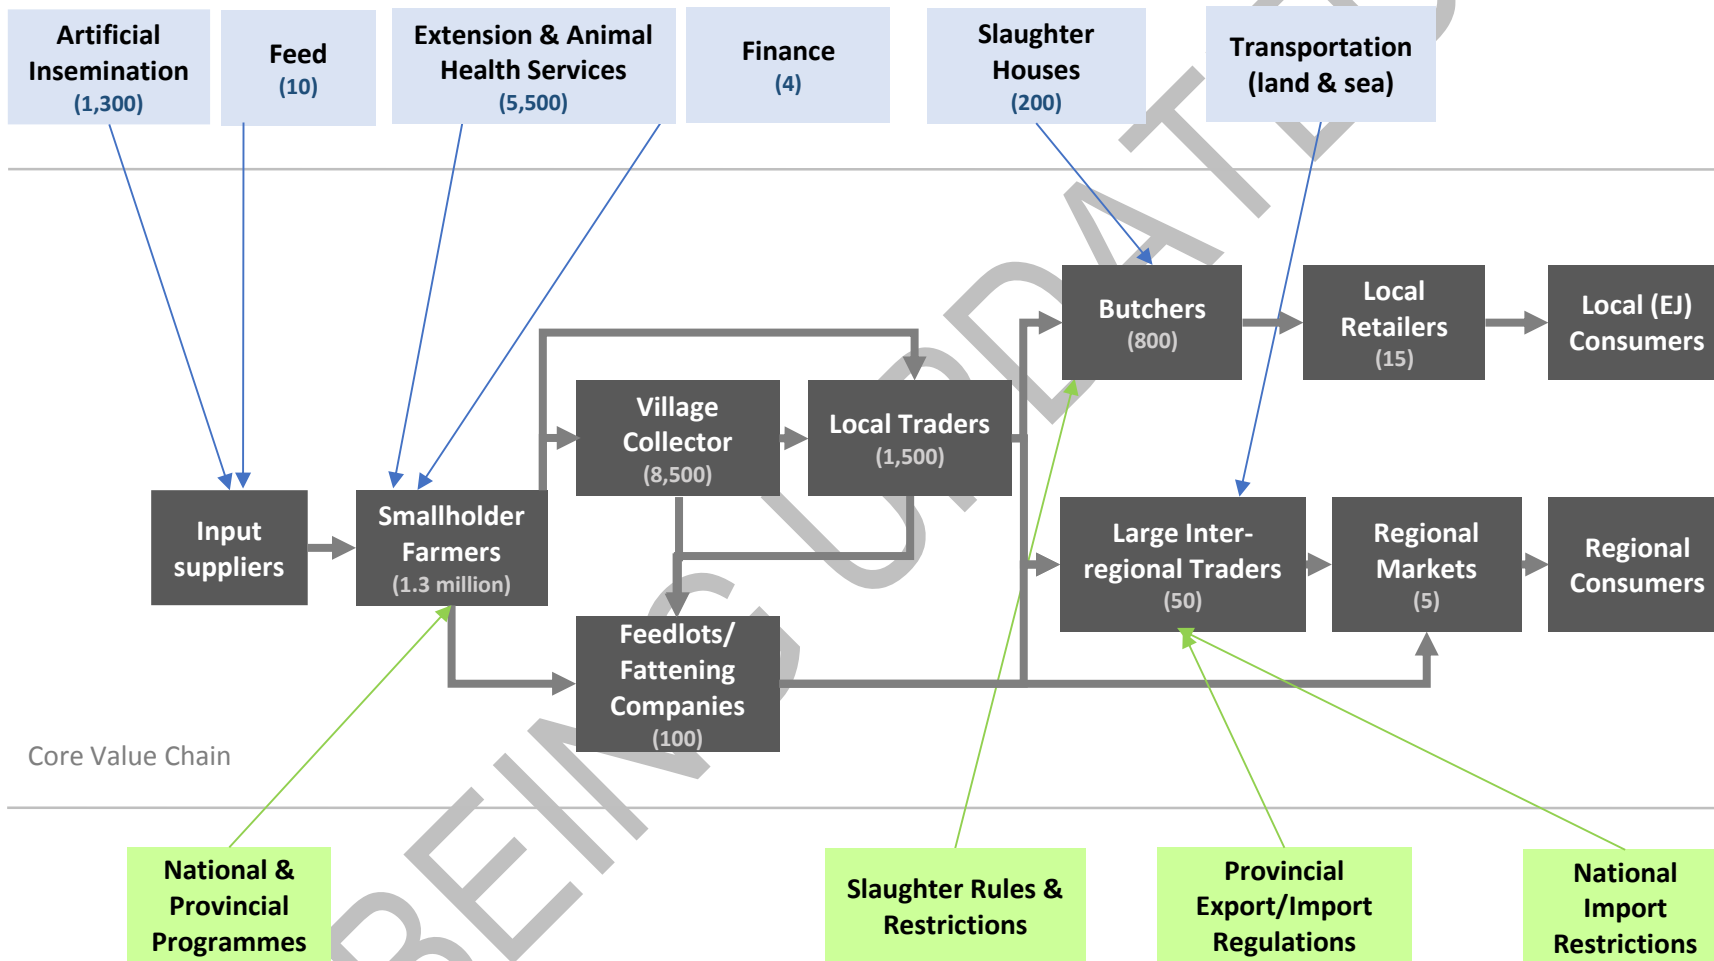 Artificial
Insemination
(1,300)
Feed
(10)
Extension & Animal
Health Services
(5,500)
Finance
(4)
Slaughter
Houses
(200)
Transportation
(land & sea)
Butchers
(800)
Local
Retailers
(15)
Local (EJ)
Consumers
Village
Collector
(8,500)
Local Traders
(1,500)
Input
suppliers
Smallholder
Farmers
(1.3 million)
Large Inter-
regional Traders
(50)
Regional
Markets
(5)
Regional
Consumers
Feedlots/
Fattening
Companies
(100)
Core Value Chain
National &
Provincial
Programmes
Slaughter Rules &
Restrictions
Provincial
Export/Import
Regulations
National
Import
Restrictions
BEING UPDATED